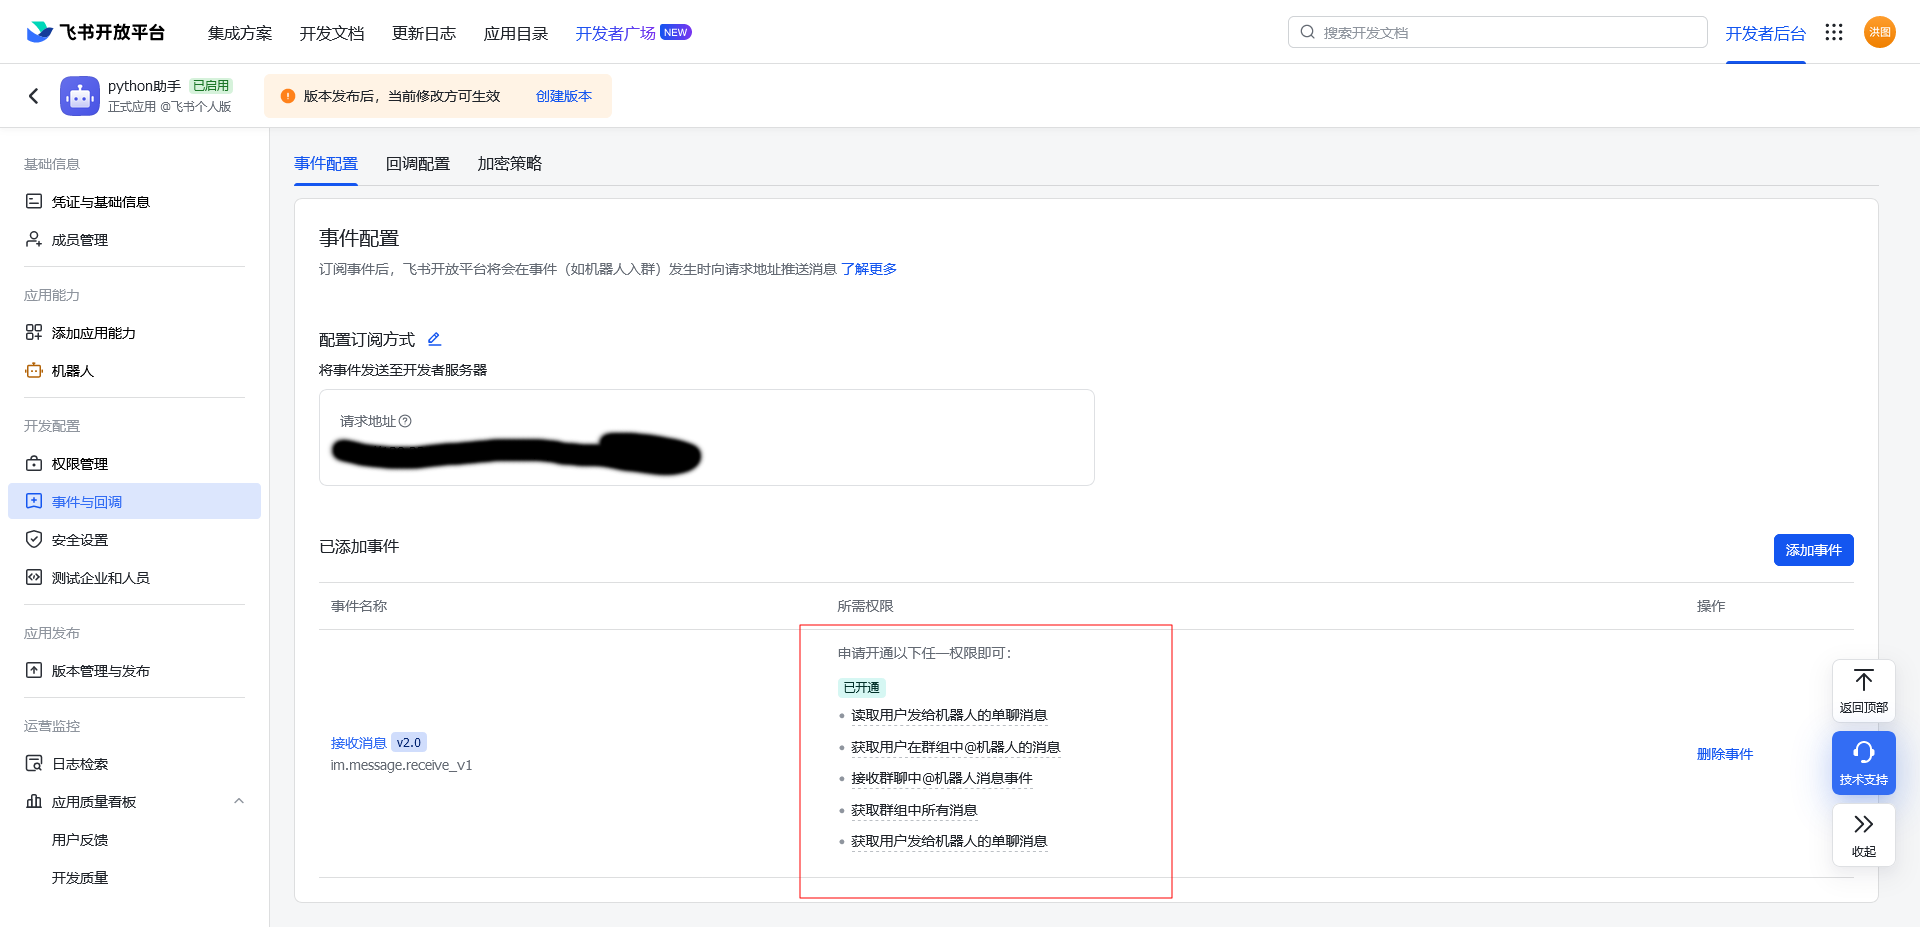 飞书开放平台 集成方案 开发文档 更新日志 应用目录 开发者广场 NEW 搜索开发文档 开发者后台 洪图
python助手 已启用
正式应用 @飞书个人版
版本发布后，当前修改方可生效 创建版本
基础信息
凭证与基础信息
成员管理
应用能力
添加应用能力
机器人
开发配置
权限管理
事件与回调
安全设置
测试企业和人员
应用发布
版本管理与发布
运营监控
日志检索
应用质量看板
用户反馈
开发质量
事件配置 回调配置 加密策略
事件配置
订阅事件后，飞书开放平台将会在事件（如机器人入群）发生时向请求地址推送消息 了解更多
配置订阅方式
将事件发送至开发者服务器
请求地址
已添加事件 添加事件
事件名称 所需权限 操作
接收消息 v2.0
im.message.receive_v1
申请开通以下任一权限即可：
已开通
读取用户发给机器人的单聊消息
获取用户在群组中@机器人的消息
接收群聊中@机器人消息事件
获取群组中所有消息
获取用户发给机器人的单聊消息
删除事件
返回顶部
技术支持
收起